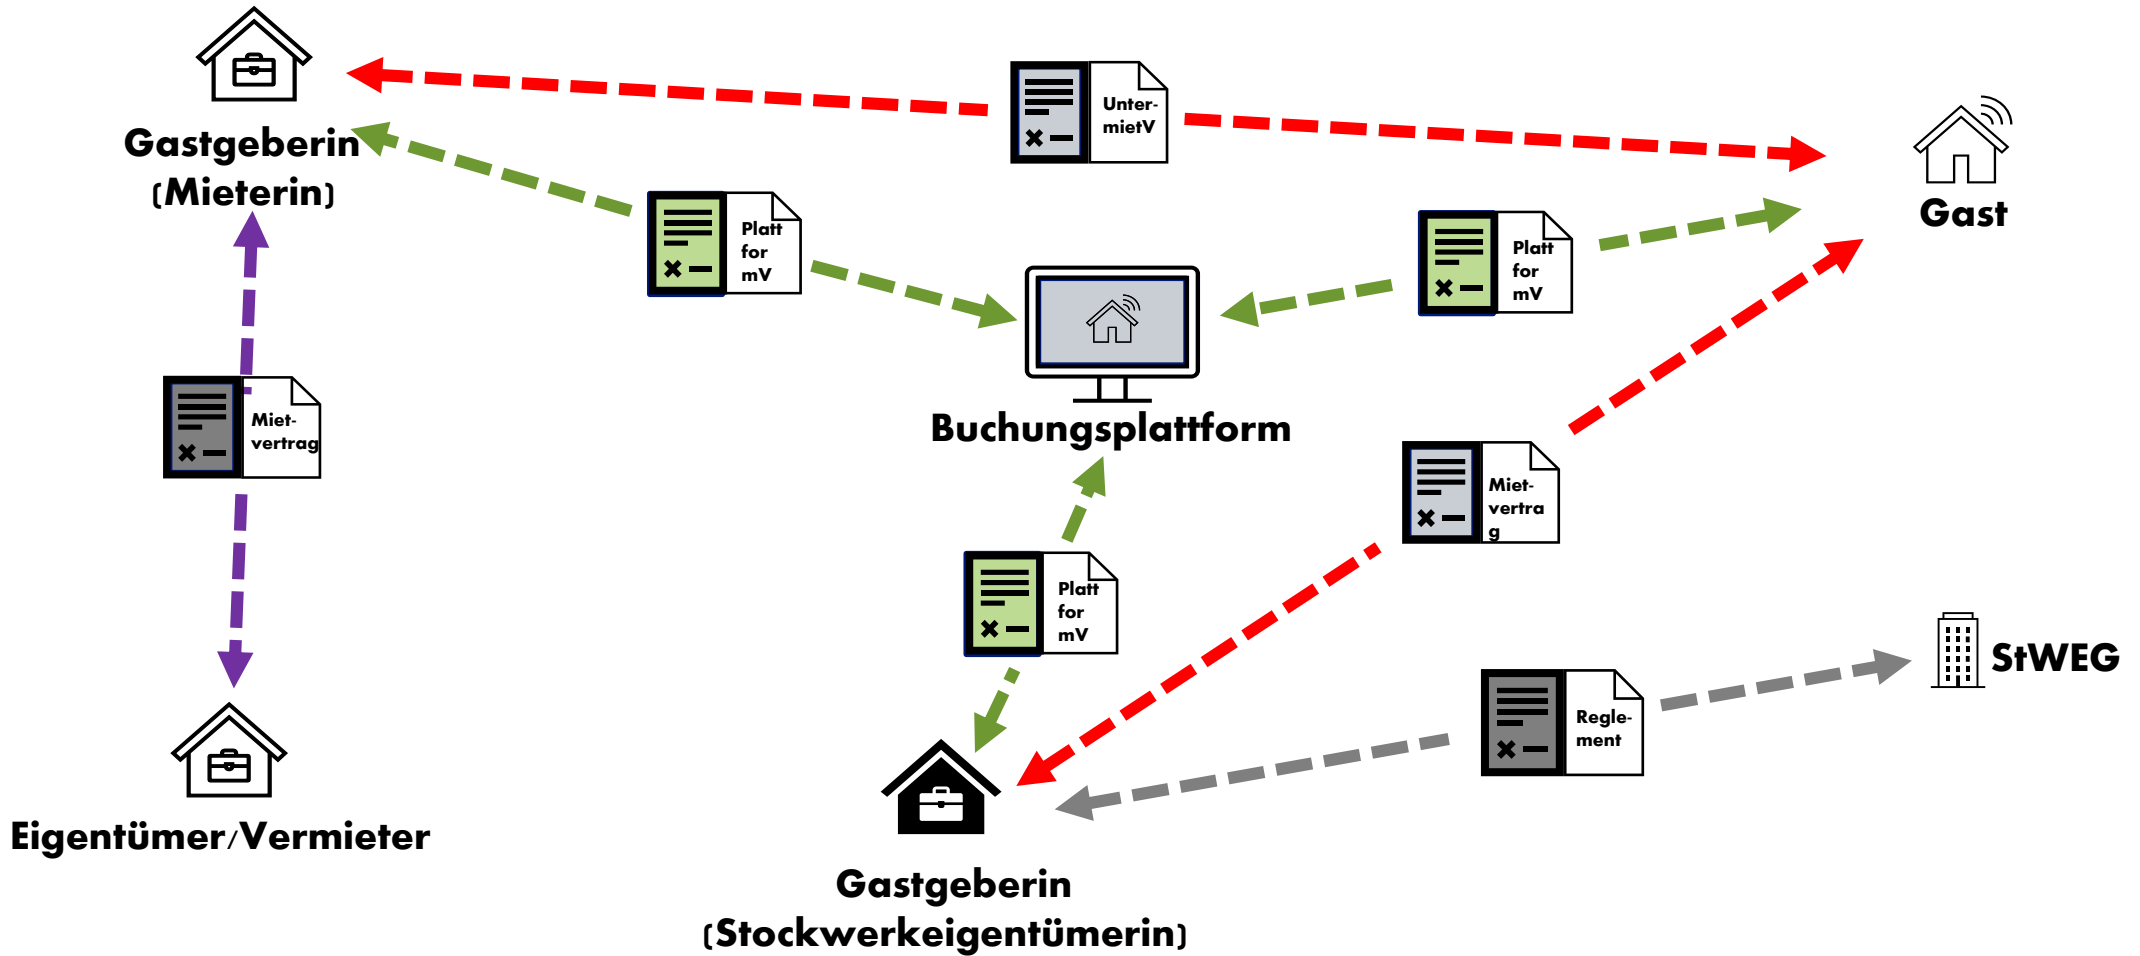 Unter-
mietV
Gastgeberin
(Mieterin)
Platt
for
mV
Platt
for
mV
Gast
Miet-
vertrag
Buchungsplattform
Miet-
vertra
g
Platt
for
mV
StWEG
Regle-
ment
Eigentümer/Vermieter
Gastgeberin
(Stockwerkeigentümerin)